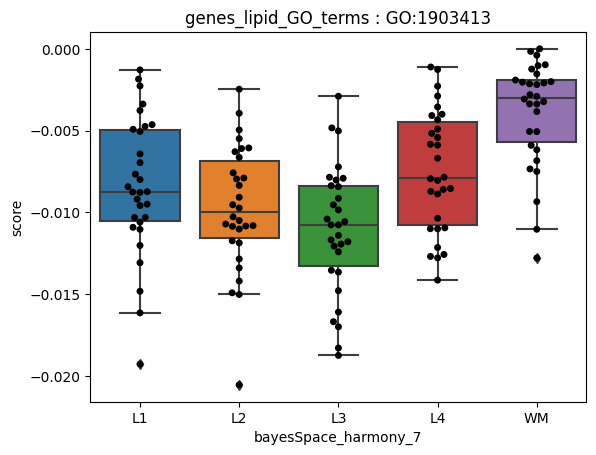 genes_lipid_GO_terms : GO:1903413
0.000
−0.005
−0.010
−0.015
−0.020
score
L1 L2 L3 L4 WM
bayesSpace_harmony_7